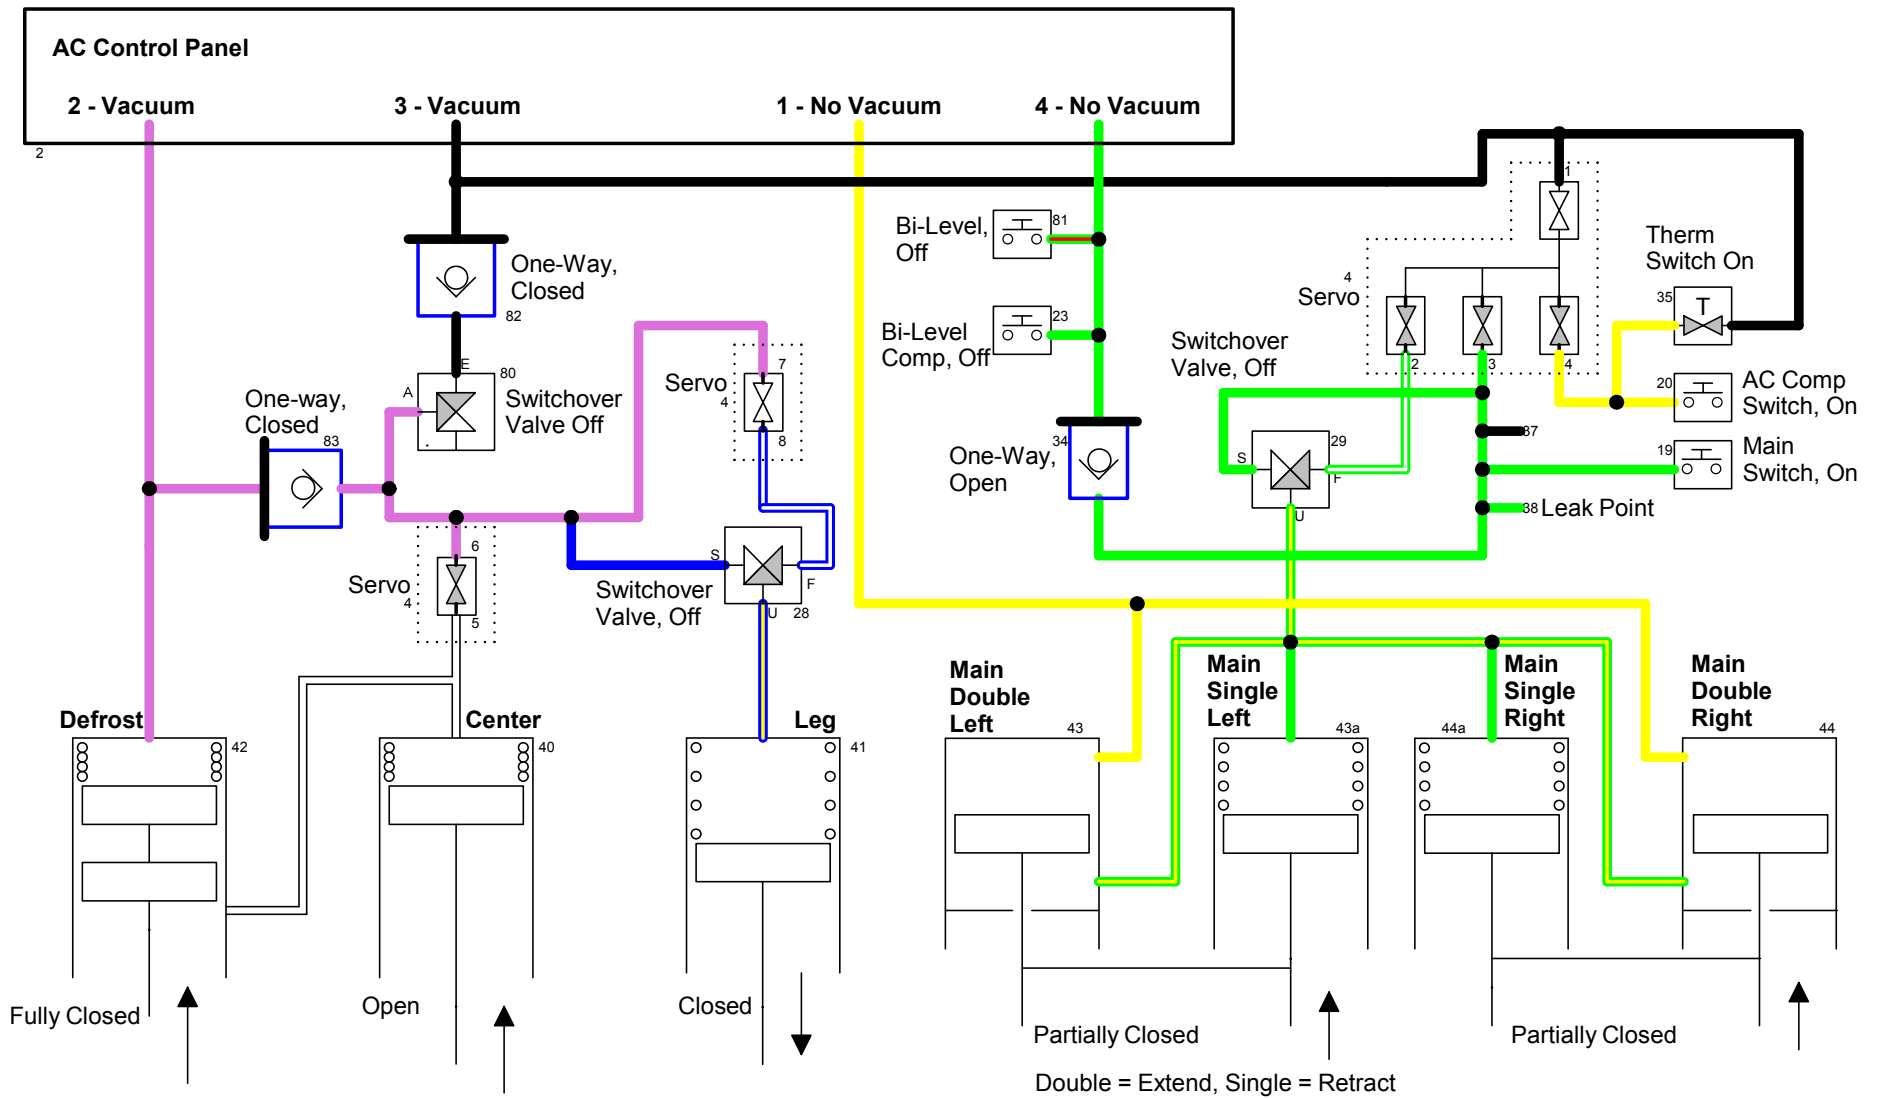 AC Control Panel
2 - Vacuum
3 - Vacuum
1 - No Vacuum
4 - No Vacuum
2
1
Bi-Level,
Off
81
Therm
Switch On
One-Way,
Closed
82
4
Servo
35
T
23
Bi-Level
Comp, Off
Switchover
Valve, Off
2
3
4
E
80
A
Switchover
Valve Off
7
Servo
4
8
20
AC Comp
Switch, On
One-way,
Closed
83
34
One-Way,
Open
37
29
S
F
U
19
Main
Switch, On
38
Leak Point
6
Servo
4
5
S
F
U
28
Switchover
Valve, Off
Main
Double
Left
Main
Single
Left
Main
Single
Right
Main
Double
Right
Defrost
Center
Leg
42
40
41
43
43a
44a
44
Fully Closed
Open
Closed
Partially Closed
Partially Closed
Double = Extend, Single = Retract